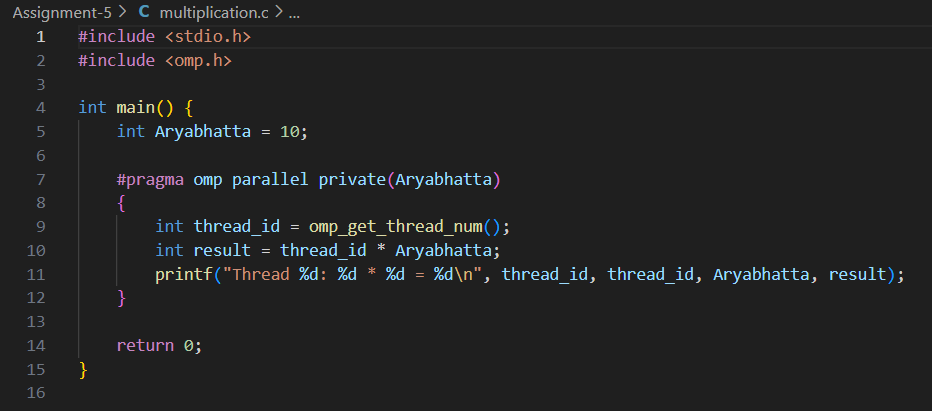 Assignment-5 > C multiplication.c > ...
1 #include <stdio.h>
2 #include <omp.h>
3
4 int main() {
5     int Aryabhatta = 10;
6
7     #pragma omp parallel private(Aryabhatta)
8     {
9         int thread_id = omp_get_thread_num();
10         int result = thread_id * Aryabhatta;
11         printf("Thread %d: %d * %d = %d\n", thread_id, thread_id, Aryabhatta, result);
12     }
13
14     return 0;
15 }
16